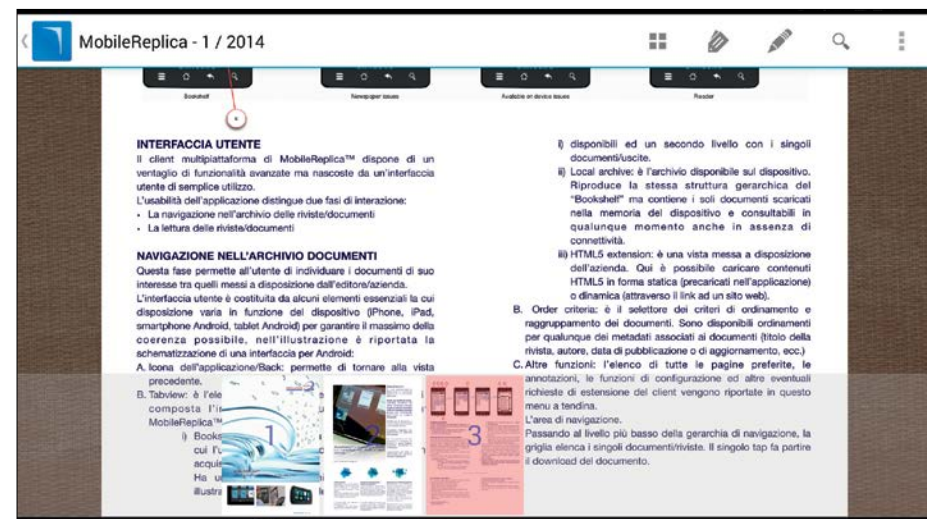 MobileReplica - 1 / 2014
Bookshelf
Newspaper issues
Available on device issues
Reader
INTERFACCIA UTENTE
Il client multipiattaforma di MobileReplica™ dispone di un
ventaglio di funzionalità avanzate ma nascoste da un'interfaccia
utente di semplice utilizzo.
L'usabilità dell'applicazione distingue due fasi di interazione:
• La navigazione nell'archivio delle riviste/documenti
• La lettura delle riviste/documenti
NAVIGAZIONE NELL'ARCHIVIO DOCUMENTI
Questa fase permette all'utente di individuare i documenti di suo
interesse tra quelli messi a disposizione dall'editore/azienda.
L'interfaccia utente è costituita da alcuni elementi essenziali la cui
disposizione varia in funzione del dispositivo (iPhone, iPad,
smartphone Android, tablet Android) per garantire il massimo della
coerenza possibile, nell'illustrazione è riportata la
schematizzazione di una interfaccia per Android:
A. Icona dell'applicazione/Back: permette di tornare alla vista
precedente.
B. Tabview: è l'ele
composta l'i
MobileReplica™
i) Books
cui l'u
acquis
Ha u
illustra
i) disponibili ed un secondo livello con i singoli
documenti/uscite.
ii) Local archive: è l'archivio disponibile sul dispositivo.
Riproduce la stessa struttura gerarchica del
"Bookshelf" ma contiene i soli documenti scaricati
nella memoria del dispositivo e consultabili in
qualunque momento anche in assenza di
connettività.
iii) HTML5 extension: è una vista messa a disposizione
dell'azienda. Qui è possibile caricare contenuti
HTML5 in forma statica (precaricati nell'applicazione)
o dinamica (attraverso il link ad un sito web).
B. Order criteria: è il selettore dei criteri di ordinamento e
raggruppamento dei documenti. Sono disponibili ordinamenti
per qualunque dei metadati associati ai documenti (titolo della
rivista, autore, data di pubblicazione o di aggiornamento, ecc.)
C. Altre funzioni: l'elenco di tutte le pagine preferite, le
annotazioni, le funzioni di configurazione ed altre eventuali
richieste di estensione del client vengono riportate in questo
menu a tendina.
L'area di navigazione.
Passando al livello più basso della gerarchia di navigazione, la
griglia elenca i singoli documenti/riviste. Il singolo tap fa partire
il download del documento.
1
2
3